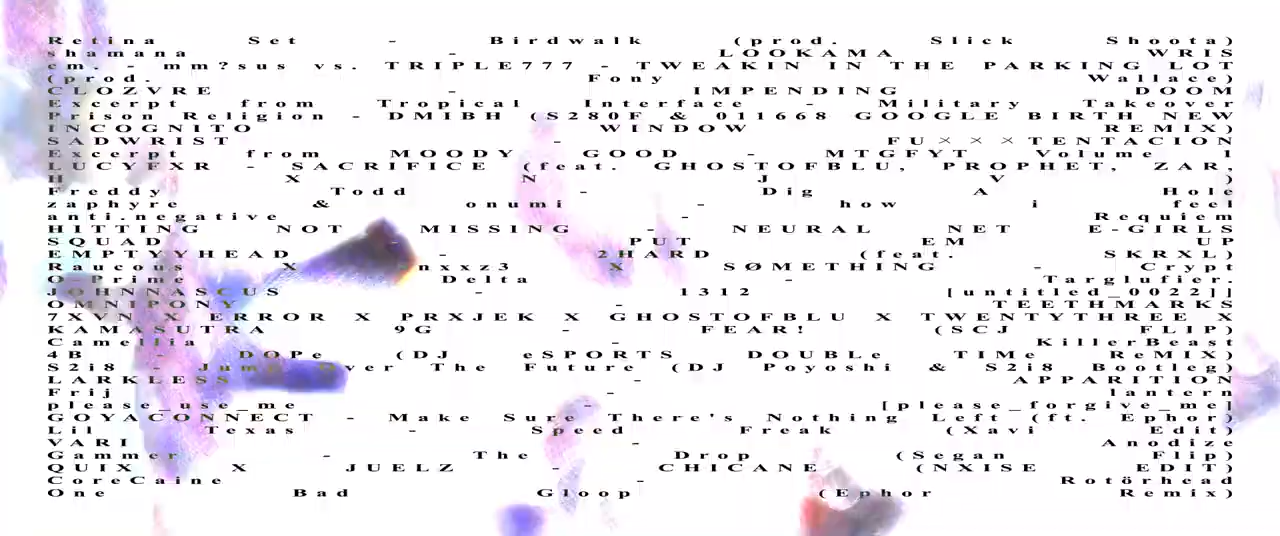 Retina Set - Birdwalk (prod. Slick Shoota)
shamana - LOOKAMA WRIS
em. - mm?sus vs. TRIPLE777 - TWEAKIN IN THE PARKING LOT
(prod. Fony Wallace)
CLOZVRE - IMPENDING DOOM
Excerpt from Tropical Interface - Military Takeover
Prison Religion - DMIBH (S280F & 011668 GOOGLE BIRTH NEW
INCOGNITO WINDOW REMIX)
SADWRIST - FU×××TENTACION
Excerpt from MOODY GOOD - MTGFYT Volume 1
LUCYFXR - SACRIFICE (feat. GHOSTOFBLU, PROPHET, ZAR,
H X N J V )
Freddy Todd - Dig A Hole
zaphyre & onumi - how i feel
anti.negative - Requiem
HITTING NOT MISSING - NEURAL NET E-GIRLS
SQUAD - PUT EM UP
EMPTYYHEAD - 2HARD (feat. SKRXL)
Raucous X nxxz3 X SØMETHING - Crypt
O-Prime Delta - Targlufier.
JOHNNASCUS - 1312 [untitled_0022]]
OMNIPONY - TEETHMARKS
7XVN X ERROR X PRXJEK X GHOSTOFBLU X TWENTYTHREE X
KAMASUTRA 9G - FEAR! (SCJ FLIP)
Camellia - KillerBeast
4B - DOPe (DJ eSPORTS DOUBLe TIMe ReMIX)
S2i8 - Jump Over The Future (DJ Poyoshi & S2i8 Bootleg)
LARKLESS - APPARITION
Frij - lantern
please_use_me - [please_forgive_me]
GOYACONNECT - Make Sure There's Nothing Left (ft. Ephor)
Lil Texas - Speed Freak (Xavi Edit)
VARI - Anodize
Gammer - The Drop (Segan Flip)
QUIX X JUELZ - CHICANE (NXISE EDIT)
CoreCaine - Rotörhead
One Bad Gloop (Ephor Remix)